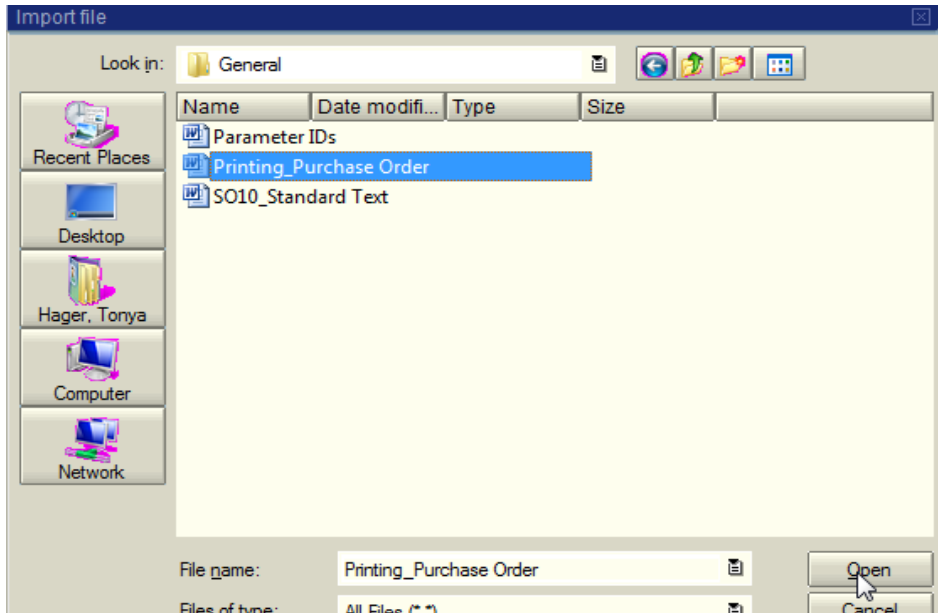 Import file
Look in: General
Name Date modifi... Type Size
Parameter IDs
Printing_Purchase Order
SO10_Standard Text
Recent Places
Desktop
Hager, Tonya
Computer
Network
File name: Printing_Purchase Order Open
Files of type: All Files (*.*) Cancel